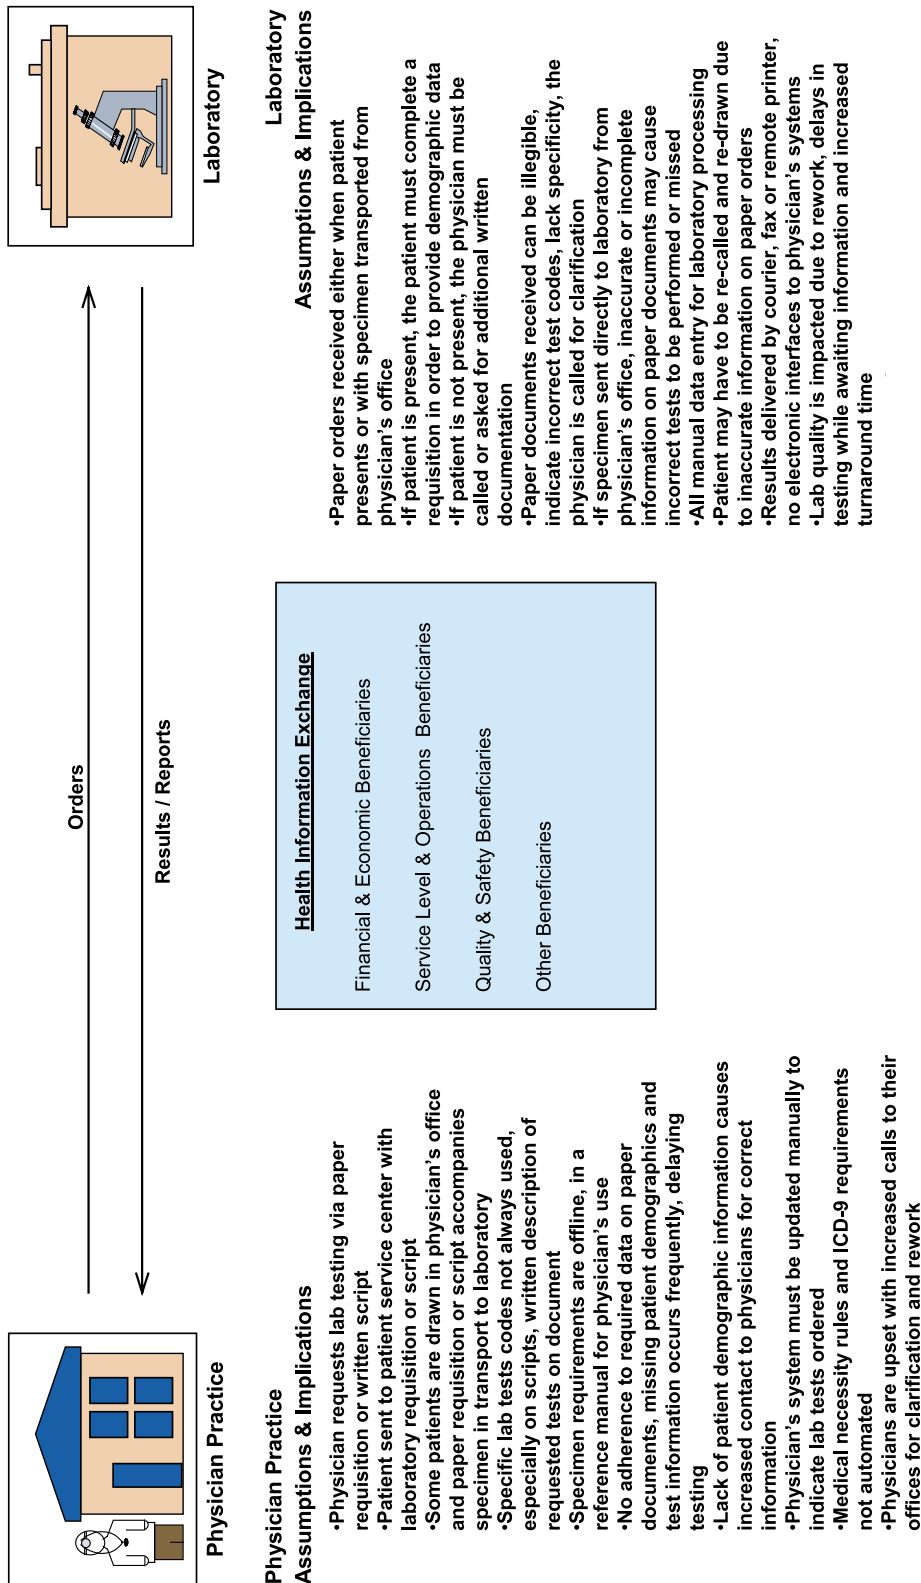 Physician Practice
Orders
Results / Reports
Laboratory
Physician Practice
Assumptions & Implications
•Physician requests lab testing via paper
requisition or written script
•Patient sent to patient service center with
laboratory requisition or script
•Some patients are drawn in physician's office
and paper requisition or script accompanies
specimen in transport to laboratory
•Specific lab tests codes not always used,
especially on scripts, written description of
requested tests on document
•Specimen requirements are offline, in a
reference manual for physician's use
•No adherence to required data on paper
documents, missing patient demographics and
test information occurs frequently, delaying
testing
•Lack of patient demographic information causes
increased contact to physicians for correct
information
•Physician's system must be updated manually to
indicate lab tests ordered
•Medical necessity rules and ICD-9 requirements
not automated
•Physicians are upset with increased calls to their
offices for clarification and rework
Health Information Exchange
Financial & Economic Beneficiaries
Service Level & Operations Beneficiaries
Quality & Safety Beneficiaries
Other Beneficiaries
Laboratory
Assumptions & Implications
•Paper orders received either when patient
presents or with specimen transported from
physician's office
•If patient is present, the patient must complete a
requisition in order to provide demographic data
•If patient is not present, the physician must be
called or asked for additional written
documentation
•Paper documents received can be illegible,
indicate incorrect test codes, lack specificity, the
physician is called for clarification
•If specimen sent directly to laboratory from
physician's office, inaccurate or incomplete
information on paper documents may cause
incorrect tests to be performed or missed
•All manual data entry for laboratory processing
•Patient may have to be re-called and re-drawn due
to inaccurate information on paper orders
•Results delivered by courier, fax or remote printer,
no electronic interfaces to physician's systems
•Lab quality is impacted due to rework, delays in
testing while awaiting information and increased
turnaround time